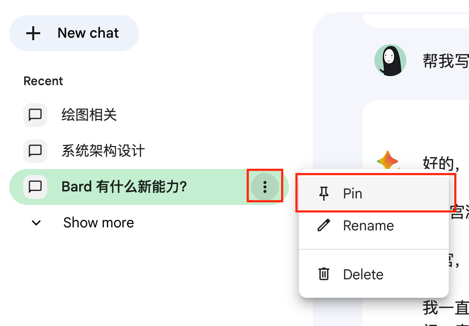 New chat
Recent
绘图相关
系统架构设计
Bard 有什么新能力?
Show more
帮我写
好的，
Pin
Rename
Delete
宫，
我一直